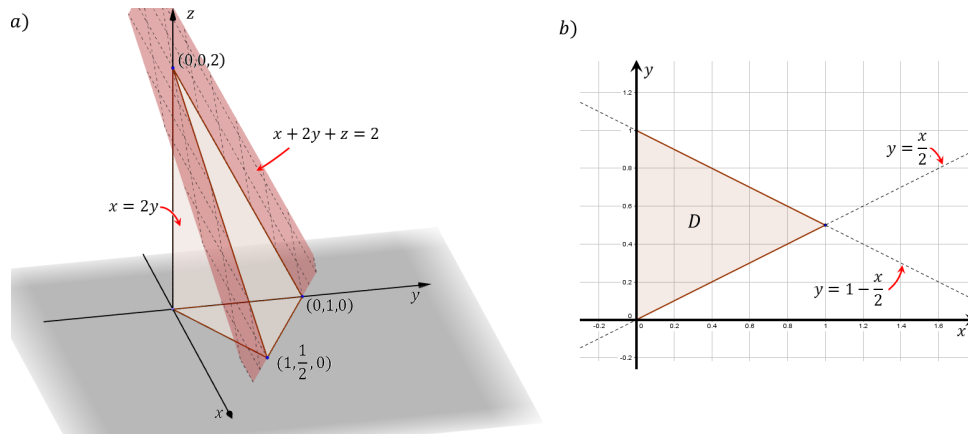 a)
z
(0,0,2)
x + 2y + z = 2
x = 2y
y
(0,1,0)
(1, 1/2, 0)
x
b)
y
1.2
1
0.8
0.6
0.4
0.2
0
-0.2
-0.2
0
0.2
0.4
0.6
0.8
1
1.2
1.4
1.6
x
D
y = x/2
y = 1 − x/2